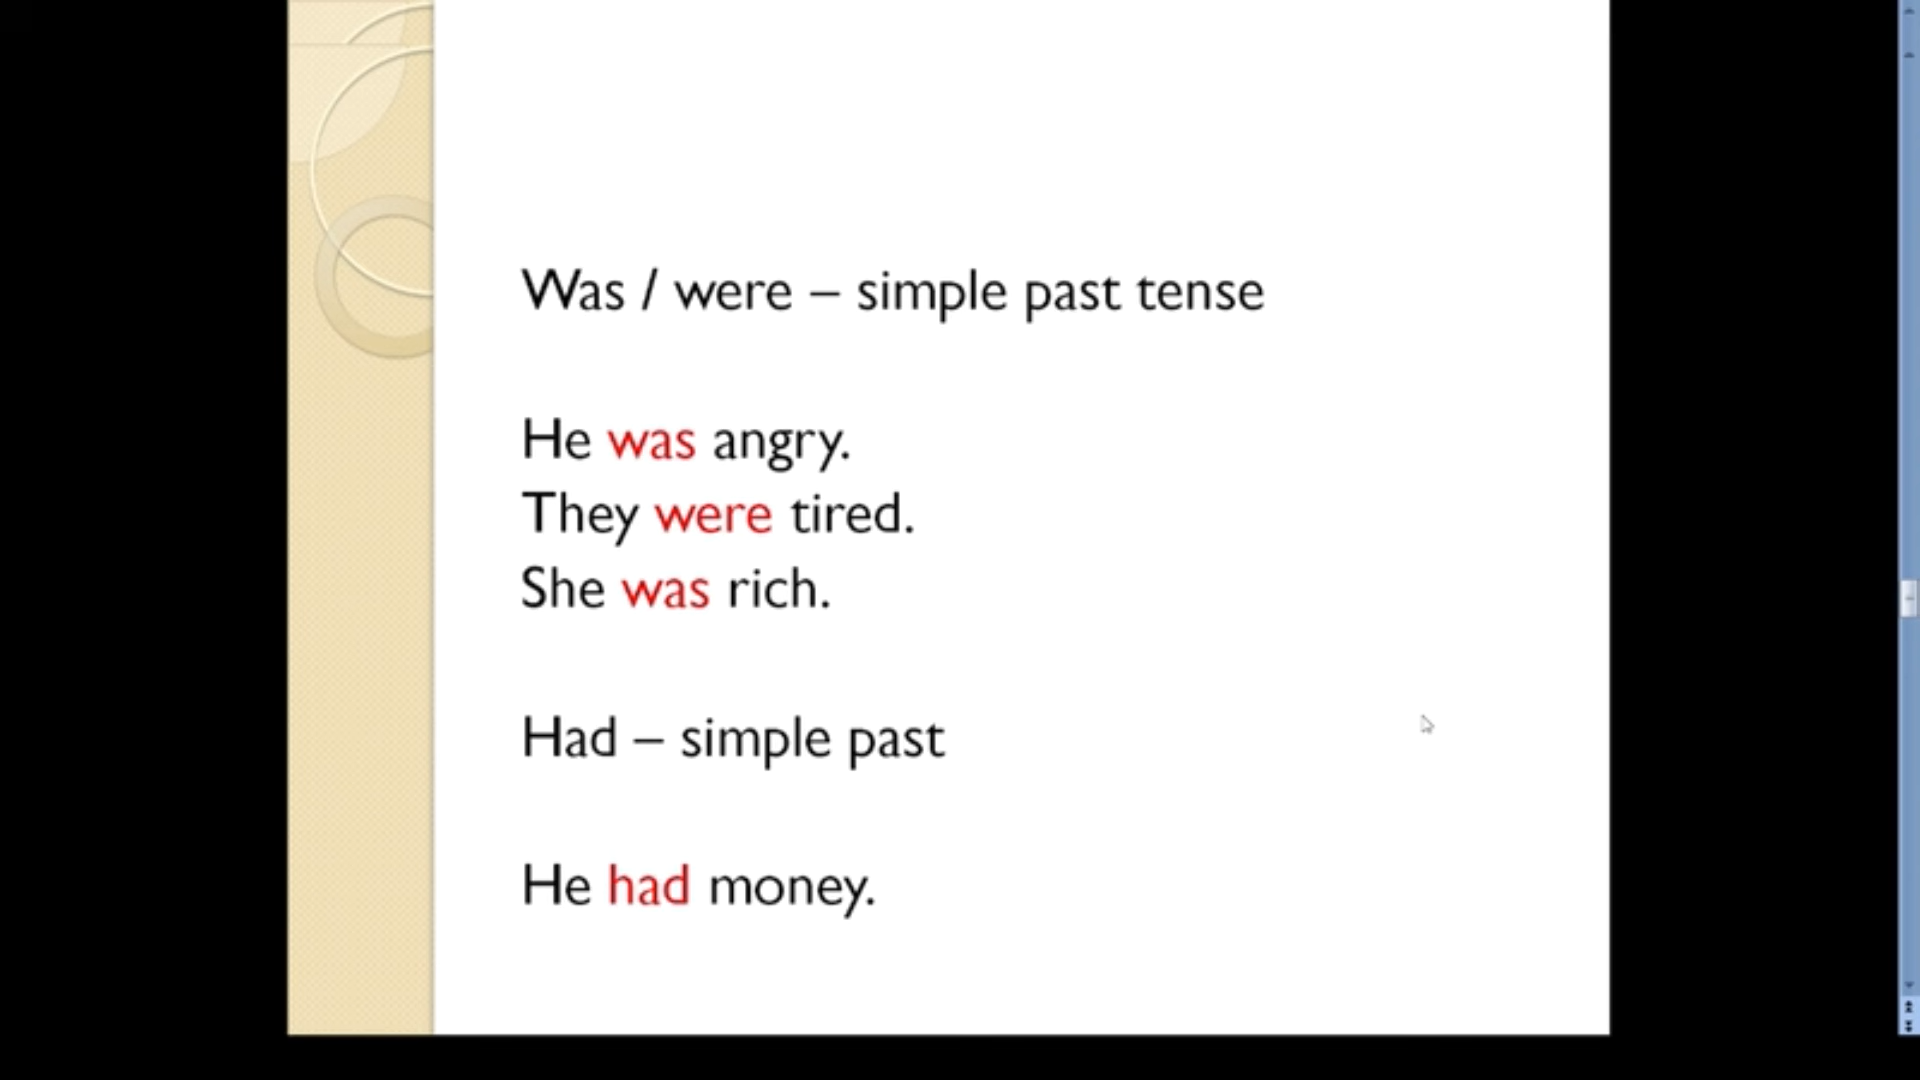 Was / were – simple past tense
He was angry.
They were tired.
She was rich.
Had – simple past
He had money.